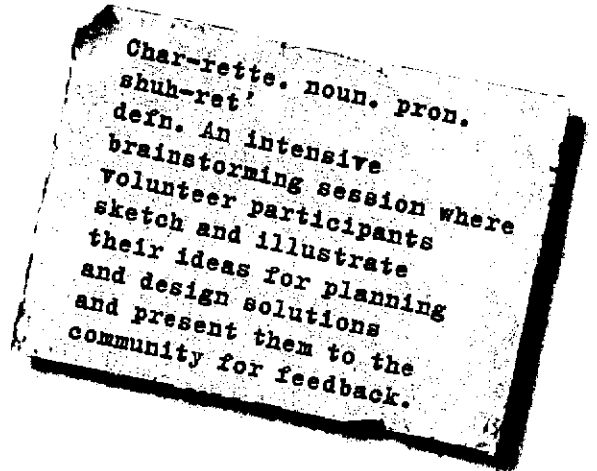 Char-rette. noun. pron.
shuh-ret'
defn. An intensive
brainstorming session where
volunteer participants
sketch and illustrate
their ideas for planning
and design solutions
and present them to the
community for feedback.